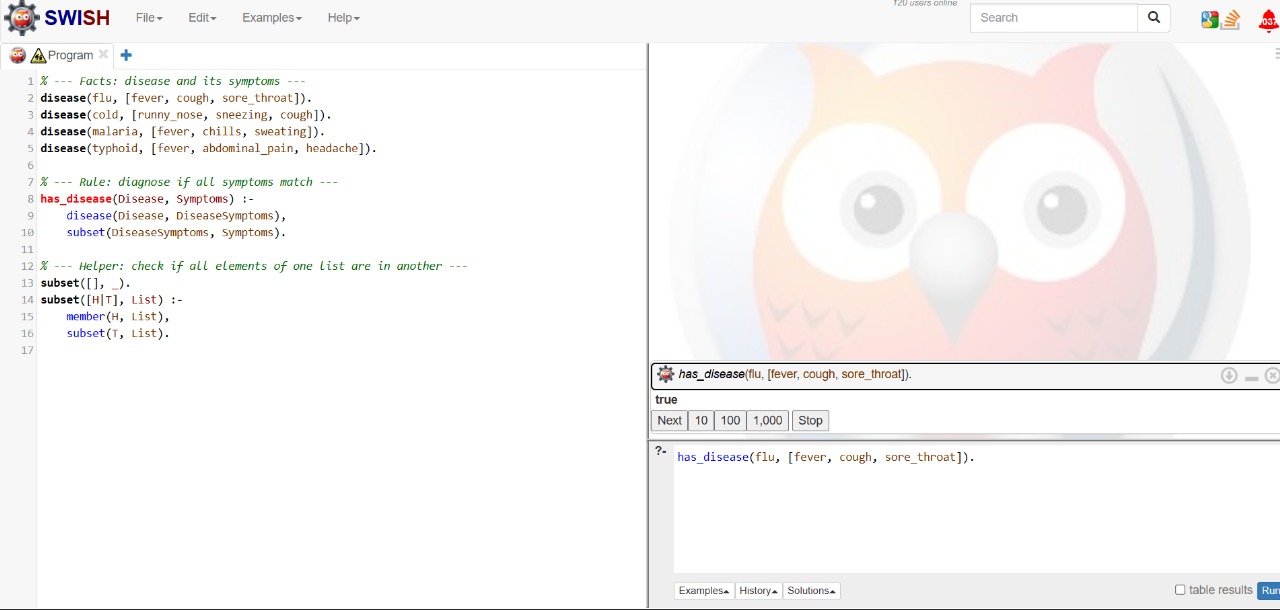 120 users online
SWISH File Edit Examples Help Search
Program
1 % --- Facts: disease and its symptoms ---
2 disease(flu, [fever, cough, sore_throat]).
3 disease(cold, [runny_nose, sneezing, cough]).
4 disease(malaria, [fever, chills, sweating]).
5 disease(typhoid, [fever, abdominal_pain, headache]).
6
7 % --- Rule: diagnose if all symptoms match ---
8 has_disease(Disease, Symptoms) :-
9 disease(Disease, DiseaseSymptoms),
10 subset(DiseaseSymptoms, Symptoms).
11
12 % --- Helper: check if all elements of one list are in another ---
13 subset([], _).
14 subset([H|T], List) :-
15 member(H, List),
16 subset(T, List).
17
has_disease(flu, [fever, cough, sore_throat]).
true
Next 10 100 1,000 Stop
?- has_disease(flu, [fever, cough, sore_throat]).
Examples History Solutions table results Run